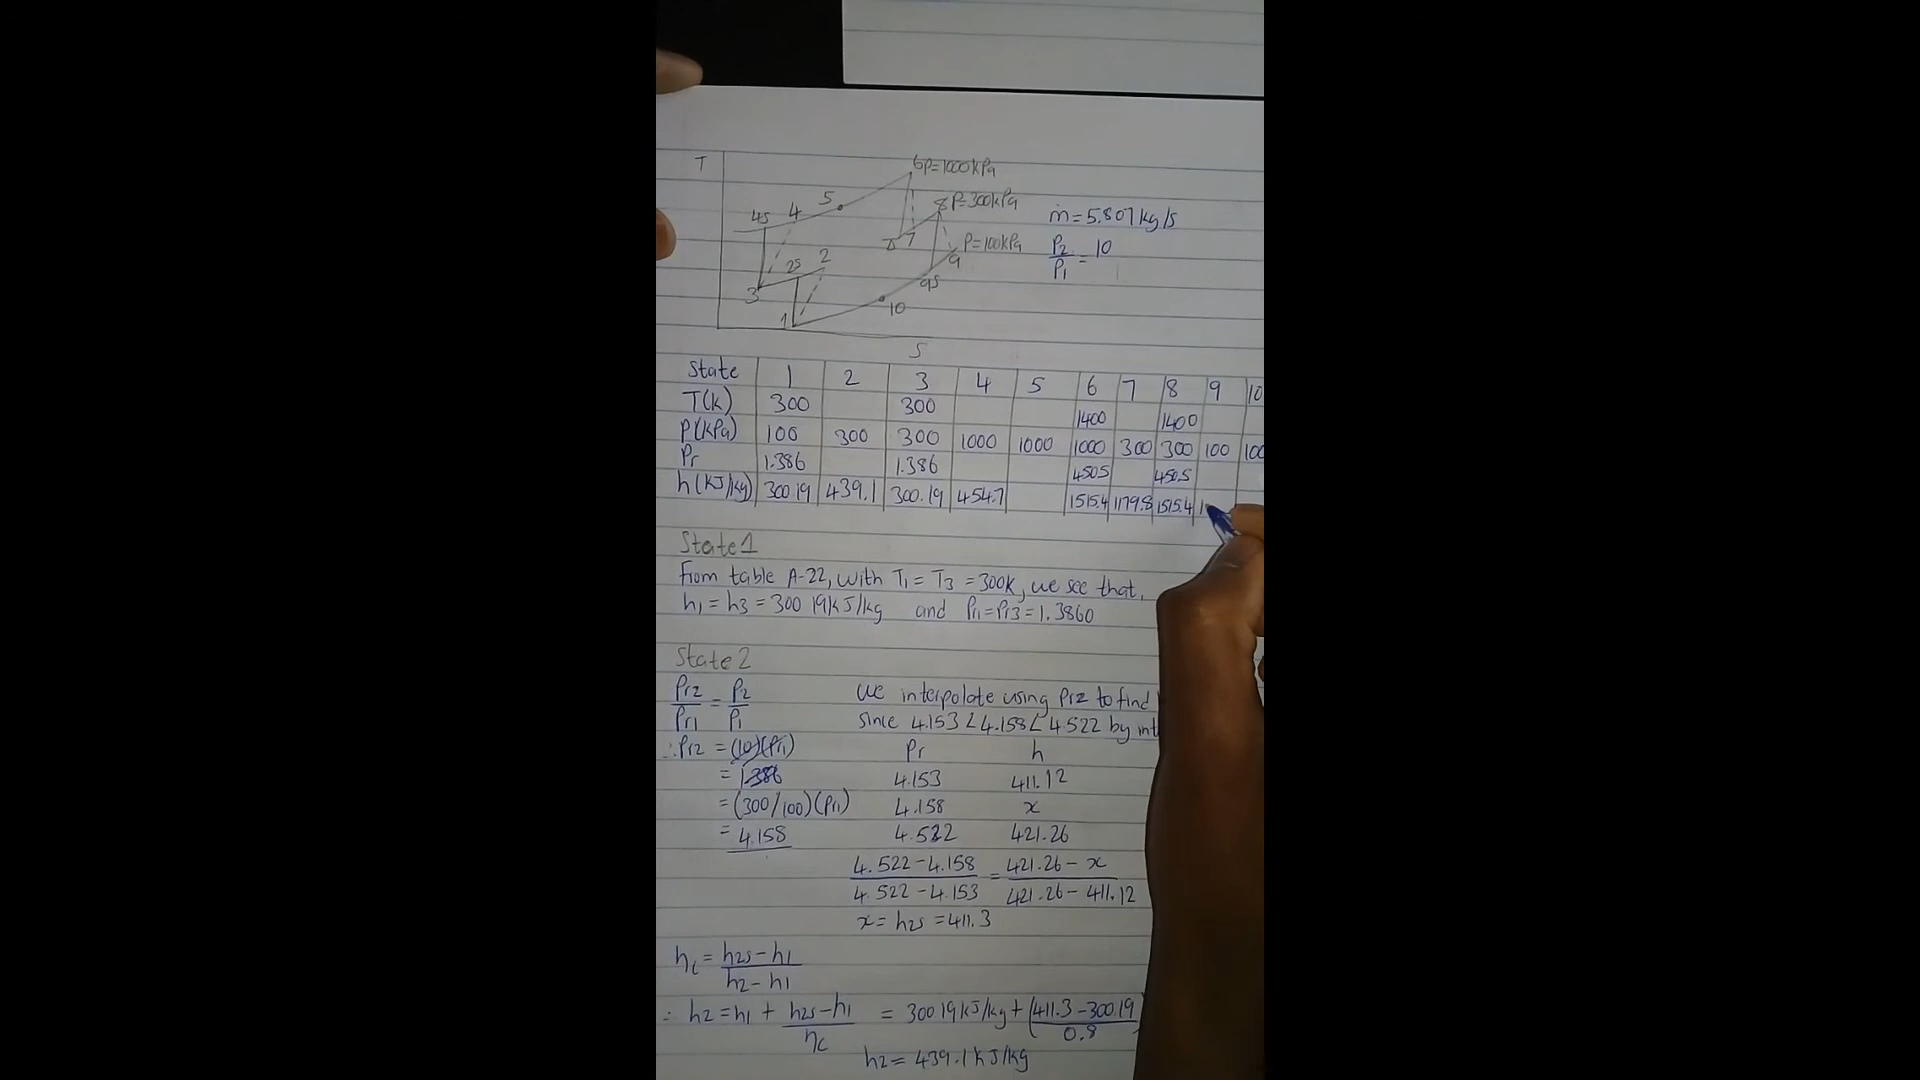 T
6 P=1000kPa
5
8 P=300kPa
4s 4
ṁ=5.807kg/s
7
P=100kPa
P2/P1 = 10
2s 2
9
9s
3
10
1
S
State 1 2 3 4 5 6 7 8 9 10
T(k) 300 300 1400 1400
P(kPa) 100 300 300 1000 1000 1000 300 300 100 100
Pr 1.386 1.386 450.5 450.5
h(kJ/kg) 300.19 439.1 300.19 454.7 1515.4 1179.8 1515.4 1
State 1
From table A-22, with T1 = T3 = 300k, we see that,
h1 = h3 = 300.19kJ/kg and Pr1=Pr3=1.3860
State 2
Pr2/Pr1 = P2/P1
we interpolate using Pr2 to find
since 4.153<4.158<4.522 by int
∴Pr2 = (10)(Pr1)
Pr h
= 1386
4.153 411.12
=(300/100)(Pr1)
4.158 x
= 4.158
4.522 421.26
(4.522-4.158)/(4.522-4.153) = (421.26-x)/(421.26-411.12)
x= h2s =411.3
ηc = (h2s-h1)/(h2-h1)
∴ h2=h1 + (h2s-h1)/ηc = 300.19kJ/kg+(411.3-300.19)/0.8
h2= 439.1kJ/kg